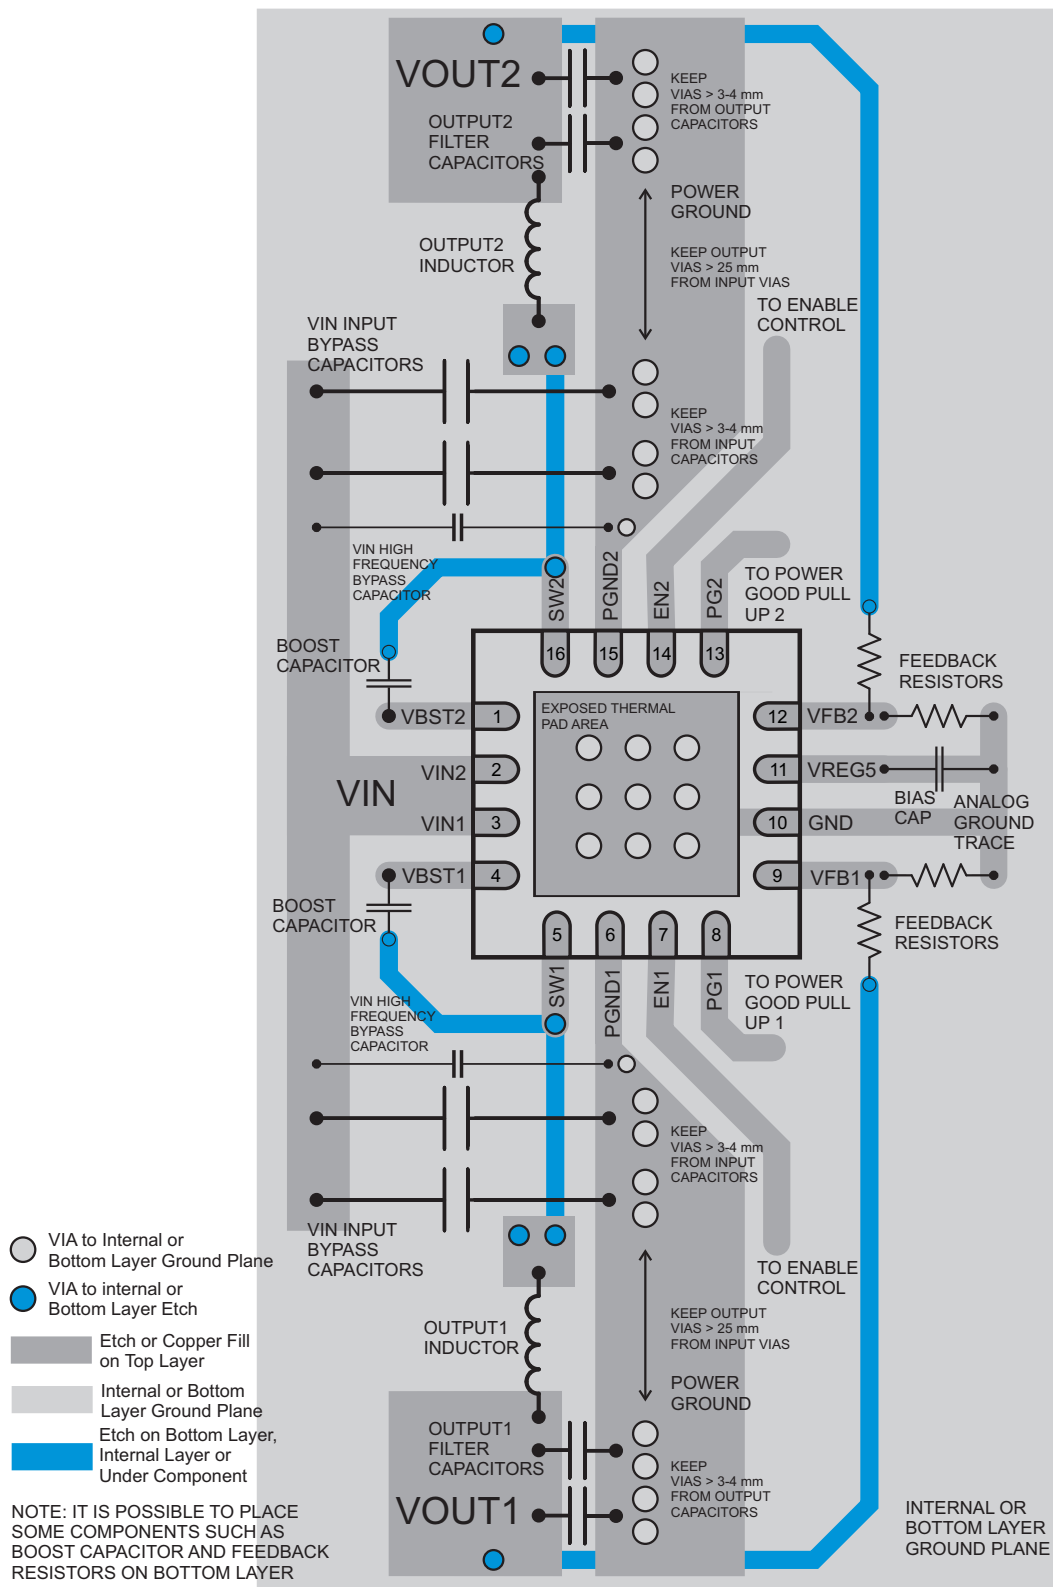 VOUT2
KEEP
VIAS > 3-4 mm
FROM OUTPUT
CAPACITORS
OUTPUT2
FILTER
CAPACITORS
POWER
GROUND
OUTPUT2
INDUCTOR
KEEP OUTPUT
VIAS > 25 mm
FROM INPUT VIAS
TO ENABLE
CONTROL
VIN INPUT
BYPASS
CAPACITORS
KEEP
VIAS > 3-4 mm
FROM INPUT
CAPACITORS
VIN HIGH
FREQUENCY
BYPASS
CAPACITOR
SW2
PGND2
EN2
PG2
TO POWER
GOOD PULL
UP 2
BOOST
CAPACITOR
16
15
14
13
FEEDBACK
RESISTORS
VBST2
1
EXPOSED THERMAL
PAD AREA
12
VFB2
VIN2
2
11
VREG5
VIN
BIAS
CAP
ANALOG
GROUND
TRACE
VIN1
3
10
GND
VBST1
4
9
VFB1
BOOST
CAPACITOR
5
6
7
8
FEEDBACK
RESISTORS
SW1
PGND1
EN1
PG1
TO POWER
GOOD PULL
UP 1
VIN HIGH
FREQUENCY
BYPASS
CAPACITOR
KEEP
VIAS > 3-4 mm
FROM INPUT
CAPACITORS
VIN INPUT
BYPASS
CAPACITORS
TO ENABLE
CONTROL
OUTPUT1
INDUCTOR
KEEP OUTPUT
VIAS > 25 mm
FROM INPUT VIAS
POWER
GROUND
OUTPUT1
FILTER
CAPACITORS
KEEP
VIAS > 3-4 mm
FROM OUTPUT
CAPACITORS
VOUT1
INTERNAL OR
BOTTOM LAYER
GROUND PLANE
VIA to Internal or
Bottom Layer Ground Plane
VIA to internal or
Bottom Layer Etch
Etch or Copper Fill
on Top Layer
Internal or Bottom
Layer Ground Plane
Etch on Bottom Layer,
Internal Layer or
Under Component
NOTE: IT IS POSSIBLE TO PLACE
SOME COMPONENTS SUCH AS
BOOST CAPACITOR AND FEEDBACK
RESISTORS ON BOTTOM LAYER